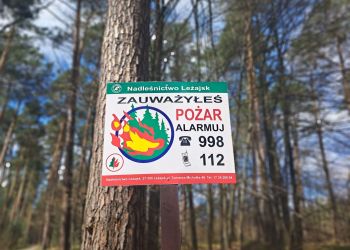 Nadleśnictwo Leżajsk
ZAUWAŻYŁEŚ
POŻAR
ALARMUJ
998
112